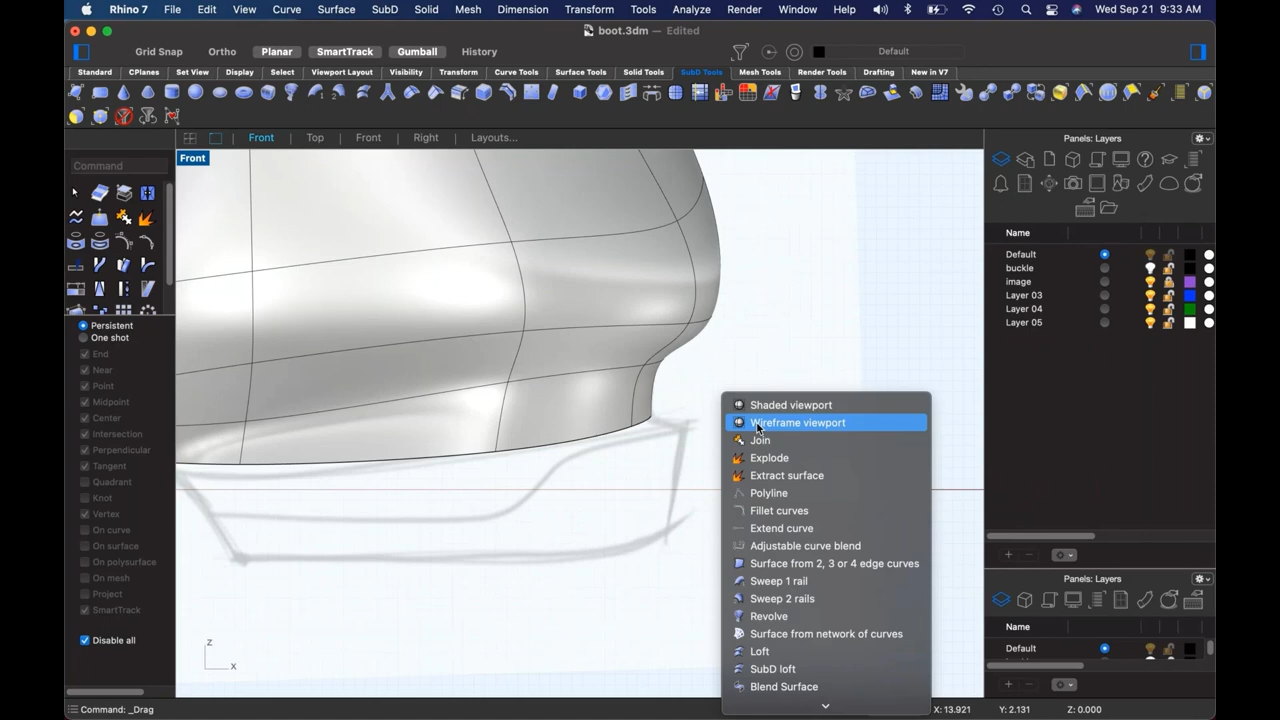 Rhino 7 File Edit View Curve Surface SubD Solid Mesh Dimension Transform Tools Analyze Render Window Help Wed Sep 21 9:33 AM
boot.3dm — Edited
Grid Snap Ortho Planar SmartTrack Gumball History Default
Standard CPlanes Set View Display Select Viewport Layout Visibility Transform Curve Tools Surface Tools Solid Tools SubD Tools Mesh Tools Render Tools Drafting New in V7
Front Top Front Right Layouts...
Panels: Layers
Front
Command
Name
Default
buckle
image
Layer 03
Layer 04
Layer 05
Persistent
One shot
End
Near
Point
Midpoint
Center
Intersection
Perpendicular
Tangent
Quadrant
Knot
Vertex
On curve
On surface
On polysurface
On mesh
Project
SmartTrack
Disable all
Shaded viewport
Wireframe viewport
Join
Explode
Extract surface
Polyline
Fillet curves
Extend curve
Adjustable curve blend
Surface from 2, 3 or 4 edge curves
Sweep 1 rail
Sweep 2 rails
Revolve
Surface from network of curves
Loft
SubD loft
Blend Surface
Panels: Layers
Name
Default
Z
X
Command: _Drag
X: 13.921 Y: 2.131 Z: 0.000